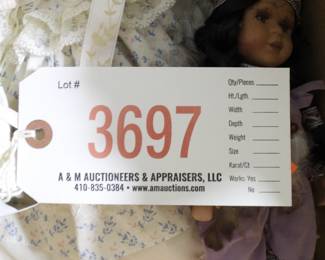 Lot #
3697
A & M AUCTIONEERS & APPRAISERS, LLC
410-835-0384 • www.amauctions.com
Qty/Pieces
Ht./Lgth.
Width
Depth
Weight
Size
Karat/Ct
Works: Yes
No